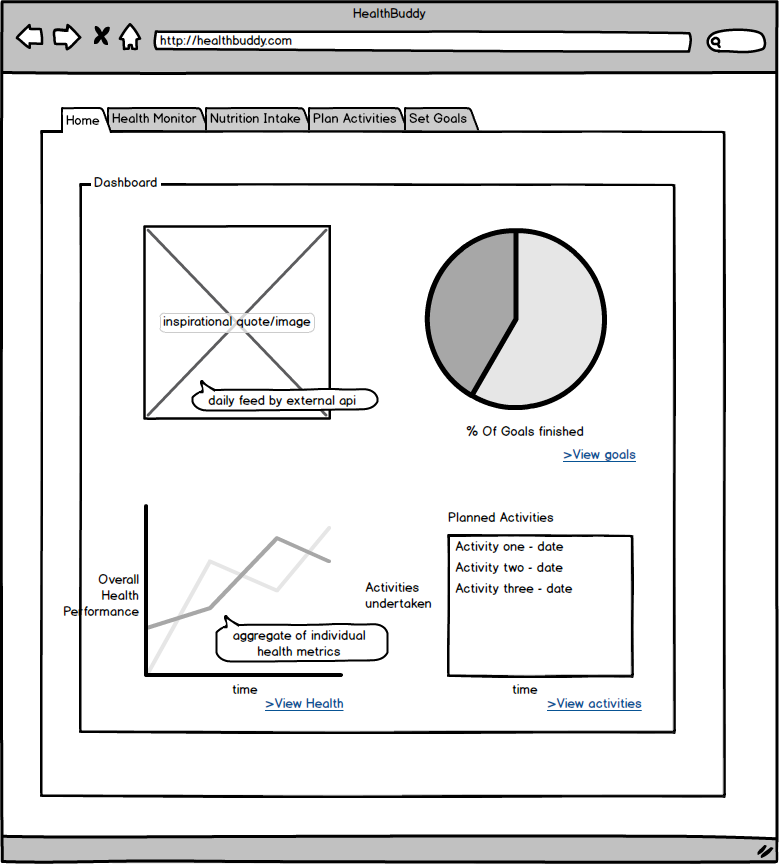 HealthBuddy
http://healthbuddy.com
Home
Health Monitor
Nutrition Intake
Plan Activities
Set Goals
Dashboard
inspirational quote/image
daily feed by external api
% Of Goals finished
>View goals
Overall
Health
Performance
aggregate of individual
health metrics
time
>View Health
Planned Activities
Activity one - date
Activity two - date
Activity three - date
Activities
undertaken
time
>View activities